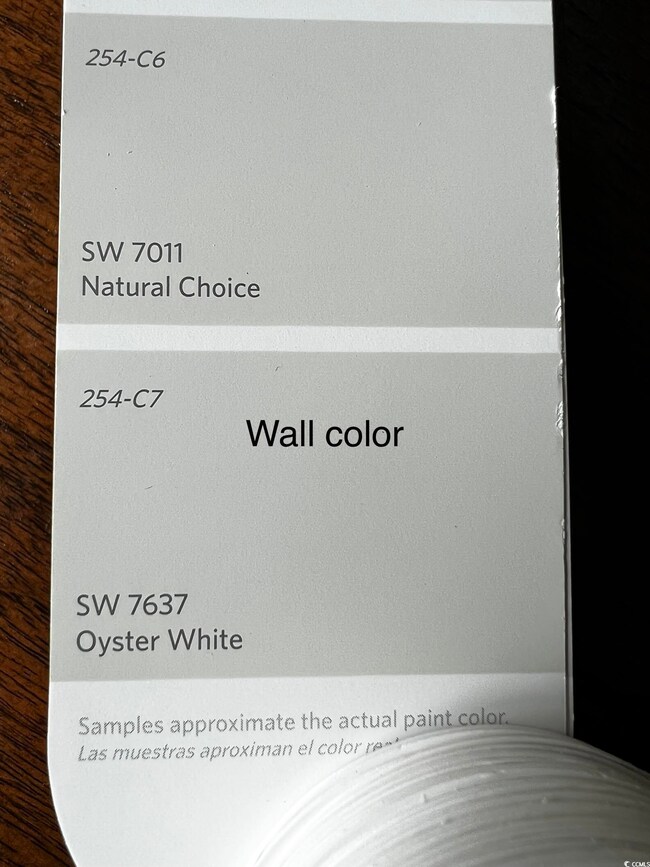 254-C6
SW 7011
Natural Choice
254-C7
Wall color
SW 7637
Oyster White
Samples approximate the actual paint color.
Las muestras aproximan el color
CCMLS